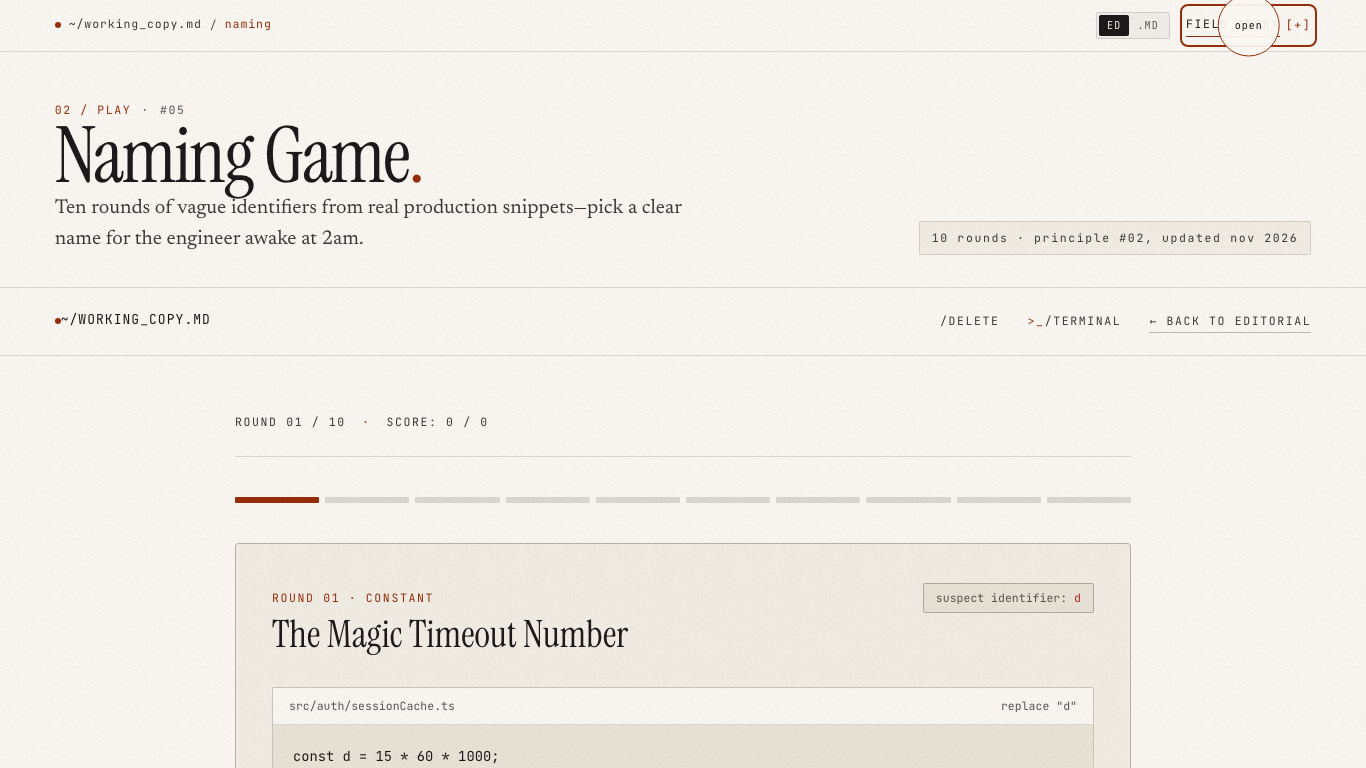 ~/working_copy.md / naming
ED .MD
open [+]
02 / PLAY · #05
Naming Game.
Ten rounds of vague identifiers from real production snippets—pick a clear
name for the engineer awake at 2am.
10 rounds · principle #02, updated nov 2026
~/WORKING_COPY.MD
/DELETE >_/TERMINAL ← BACK TO EDITORIAL
ROUND 01 / 10 · SCORE: 0 / 0
ROUND 01 · CONSTANT
suspect identifier: d
The Magic Timeout Number
src/auth/sessionCache.ts
replace "d"
const d = 15 * 60 * 1000;